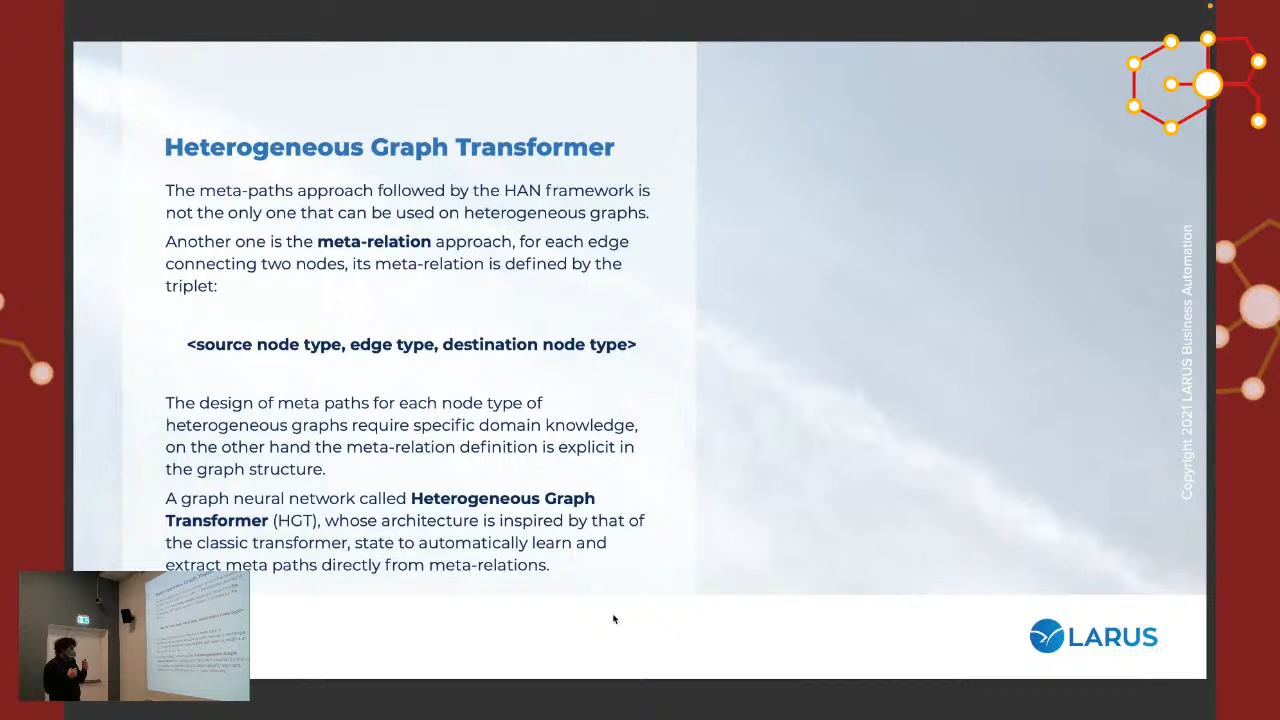 Heterogeneous Graph Transformer
The meta-paths approach followed by the HAN framework is
not the only one that can be used on heterogeneous graphs.
Another one is the meta-relation approach, for each edge
connecting two nodes, its meta-relation is defined by the
triplet:
<source node type, edge type, destination node type>
The design of meta paths for each node type of
heterogeneous graphs require specific domain knowledge,
on the other hand the meta-relation definition is explicit in
the graph structure.
A graph neural network called Heterogeneous Graph
Transformer (HGT), whose architecture is inspired by that of
the classic transformer, state to automatically learn and
extract meta paths directly from meta-relations.
Copyright 2021 LARUS Business Automation
LARUS